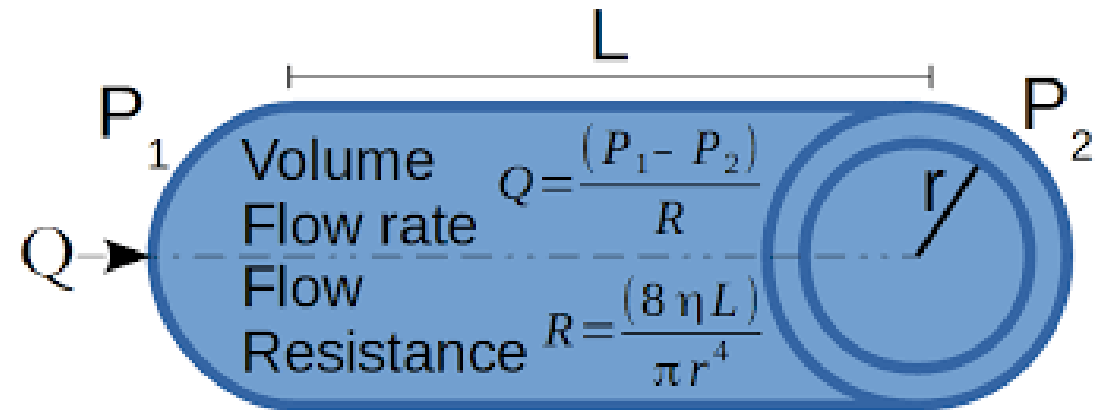 L
P1
P2
Volume
Flow rate
Q=(P1- P2)/R
r
Q
Flow
Resistance
R=(8 η L)/π r^4